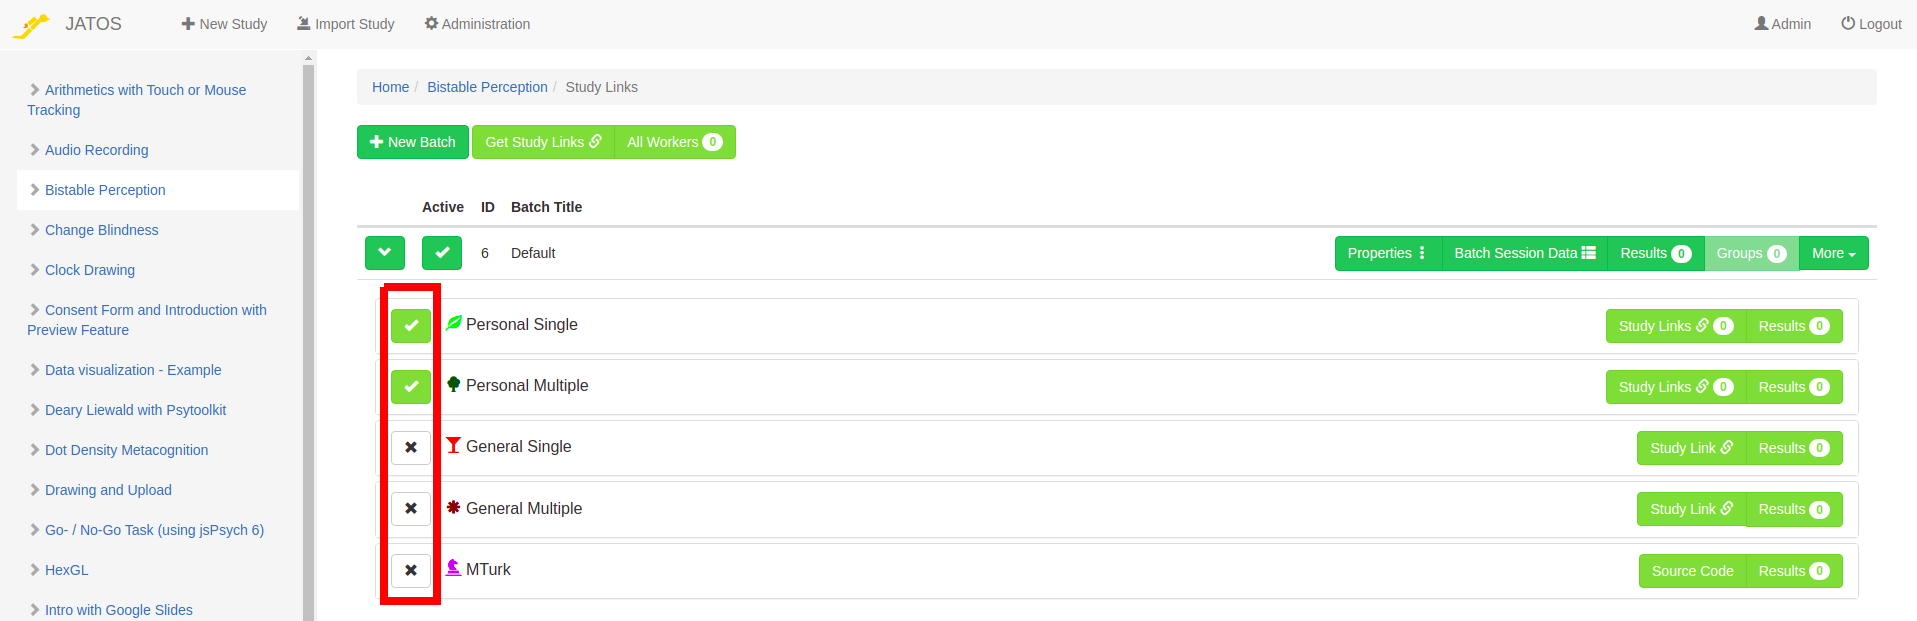 JATOS New Study Import Study Administration Admin Logout
Arithmetics with Touch or Mouse
Tracking
Audio Recording
Bistable Perception
Change Blindness
Clock Drawing
Consent Form and Introduction with
Preview Feature
Data visualization - Example
Deary Liewald with Psytoolkit
Dot Density Metacognition
Drawing and Upload
Go- / No-Go Task (using jsPsych 6)
HexGL
Intro with Google Slides
Home / Bistable Perception / Study Links
New Batch Get Study Links All Workers 0
Active ID Batch Title
6 Default Properties Batch Session Data Results 0 Groups 0 More
Personal Single Study Links 0 Results 0
Personal Multiple Study Links 0 Results 0
General Single Study Link Results 0
General Multiple Study Link Results 0
MTurk Source Code Results 0